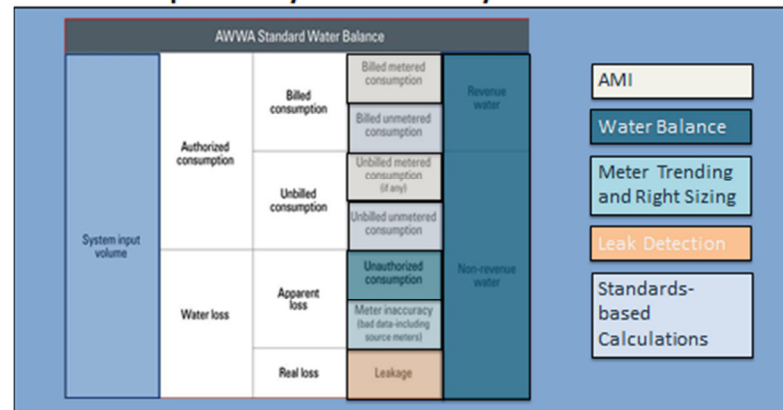 AWWA Standard Water Balance
System input
volume
Authorized
consumption
Water loss
Billed
consumption
Unbilled
consumption
Apparent
loss
Real loss
Billed metered
consumption
Billed unmetered
consumption
Unbilled metered
consumption
(if any)
Unbilled unmetered
consumption
Unauthorized
consumption
Meter inaccuracy
(bad data-including
source meters)
Leakage
Revenue
water
Non-revenue
water
AMI
Water Balance
Meter Trending
and Right Sizing
Leak Detection
Standards-
based
Calculations